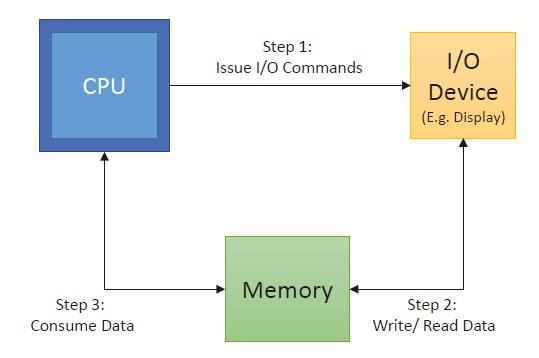 CPU
Step 1:
Issue I/O Commands
I/O
Device
(E.g. Display)
Memory
Step 3:
Consume Data
Step 2:
Write/ Read Data